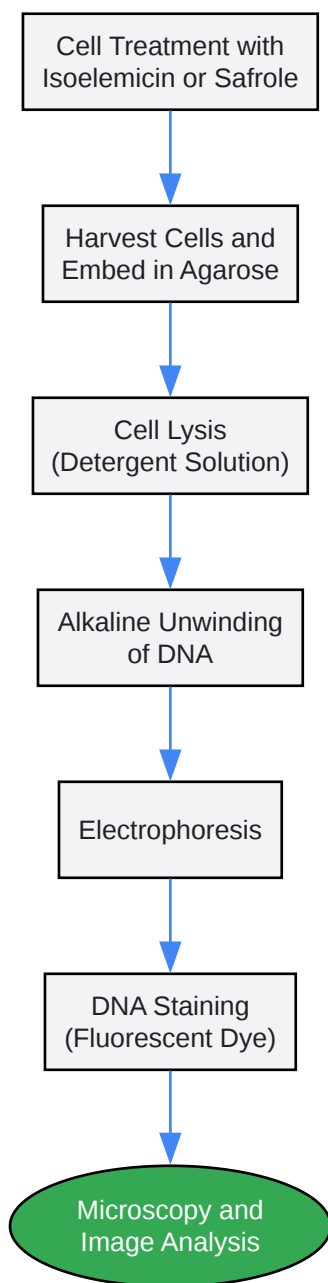 Cell Treatment with
Isoelemicin or Safrole
Harvest Cells and
Embed in Agarose
Cell Lysis
(Detergent Solution)
Alkaline Unwinding
of DNA
Electrophoresis
DNA Staining
(Fluorescent Dye)
Microscopy and
Image Analysis